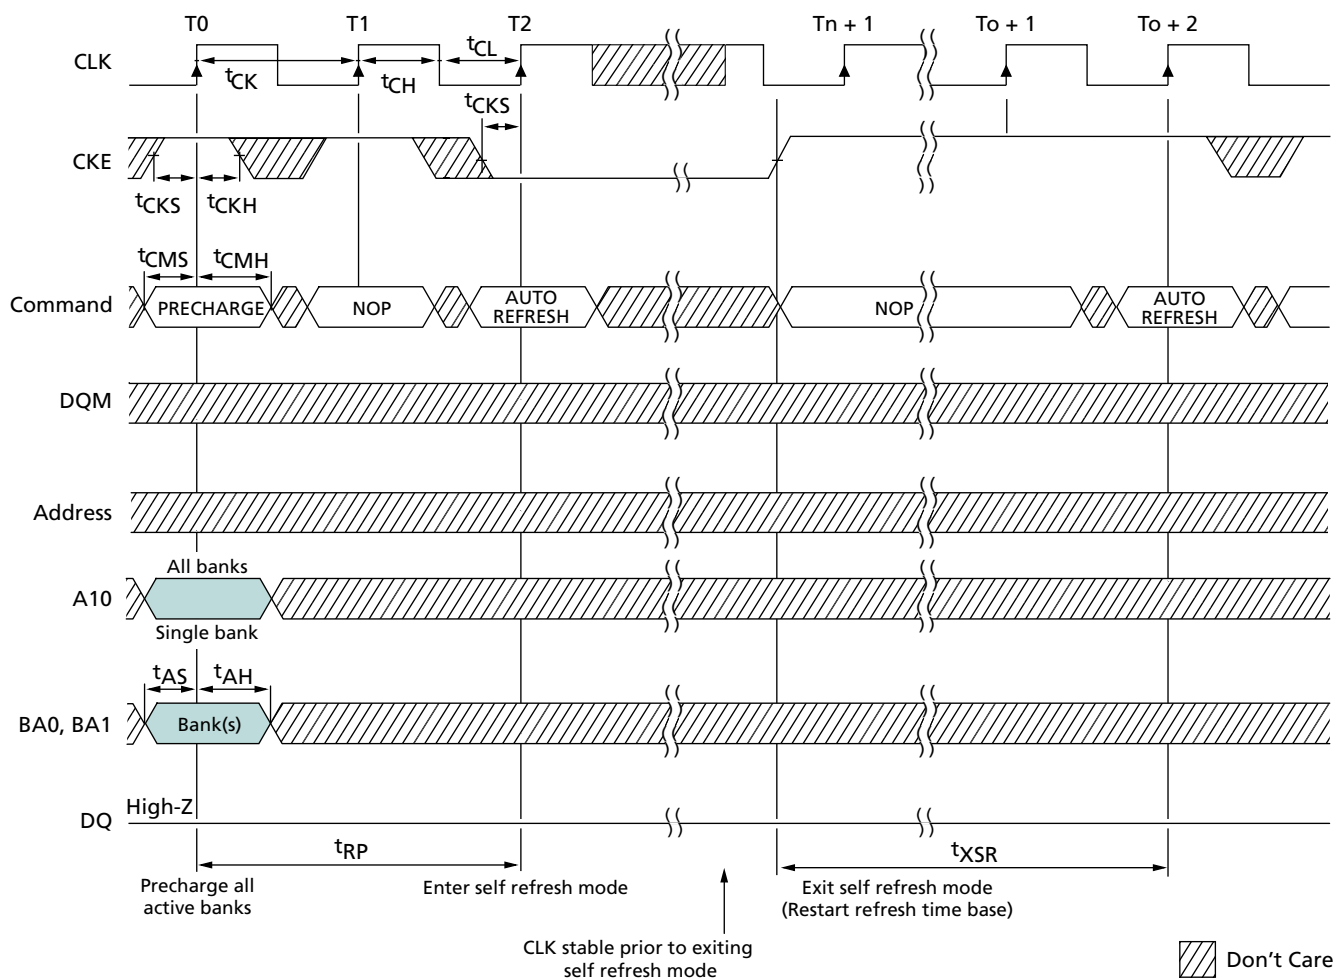 T0 T1 T2 Tn + 1 To + 1 To + 2
CLK
tCK tCH tCL
tCKS
CKE
tCKS tCKH
tCMS tCMH
Command PRECHARGE NOP AUTO REFRESH NOP AUTO REFRESH
DQM
Address
All banks
A10
Single bank
tAS tAH
BA0, BA1 Bank(s)
High-Z
DQ
tRP tXSR
Precharge all
active banks
Enter self refresh mode
Exit self refresh mode
(Restart refresh time base)
CLK stable prior to exiting
self refresh mode
Don't Care